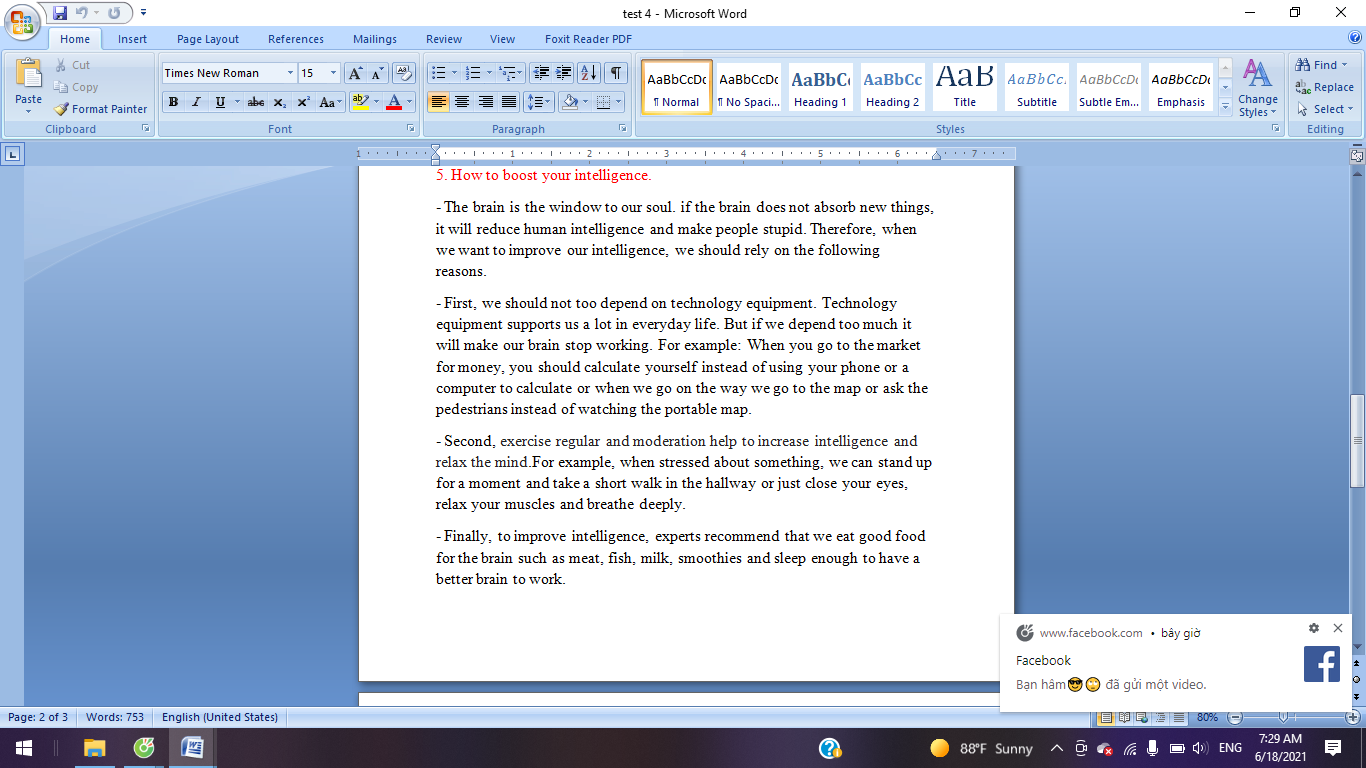 test 4 - Microsoft Word
Home Insert Page Layout References Mailings Review View Foxit Reader PDF
Paste
Cut
Copy
Format Painter
Clipboard
Times New Roman 15
B I U abc x₂ x² Aa
Font
Paragraph
AaBbCcDc AaBbCcDc AaBbC AaBbCc AaB AaBbCc. AaBbCcDc AaBbCcDc
¶ Normal ¶ No Spaci... Heading 1 Heading 2 Title Subtitle Subtle Em... Emphasis
Change Styles
Styles
Find
Replace
Select
Editing
1 1 2 3 4 5 6 7
5. How to boost your intelligence.
- The brain is the window to our soul. if the brain does not absorb new things,
it will reduce human intelligence and make people stupid. Therefore, when
we want to improve our intelligence, we should rely on the following
reasons.
- First, we should not too depend on technology equipment. Technology
equipment supports us a lot in everyday life. But if we depend too much it
will make our brain stop working. For example: When you go to the market
for money, you should calculate yourself instead of using your phone or a
computer to calculate or when we go on the way we go to the map or ask the
pedestrians instead of watching the portable map.
- Second, exercise regular and moderation help to increase intelligence and
relax the mind.For example, when stressed about something, we can stand up
for a moment and take a short walk in the hallway or just close your eyes,
relax your muscles and breathe deeply.
- Finally, to improve intelligence, experts recommend that we eat good food
for the brain such as meat, fish, milk, smoothies and sleep enough to have a
better brain to work.
www.facebook.com • bây giờ
Facebook
Bạn hâm😎🙄 đã gửi một video.
Page: 2 of 3 Words: 753 English (United States) 80%
88°F Sunny ENG 7:29 AM
6/18/2021